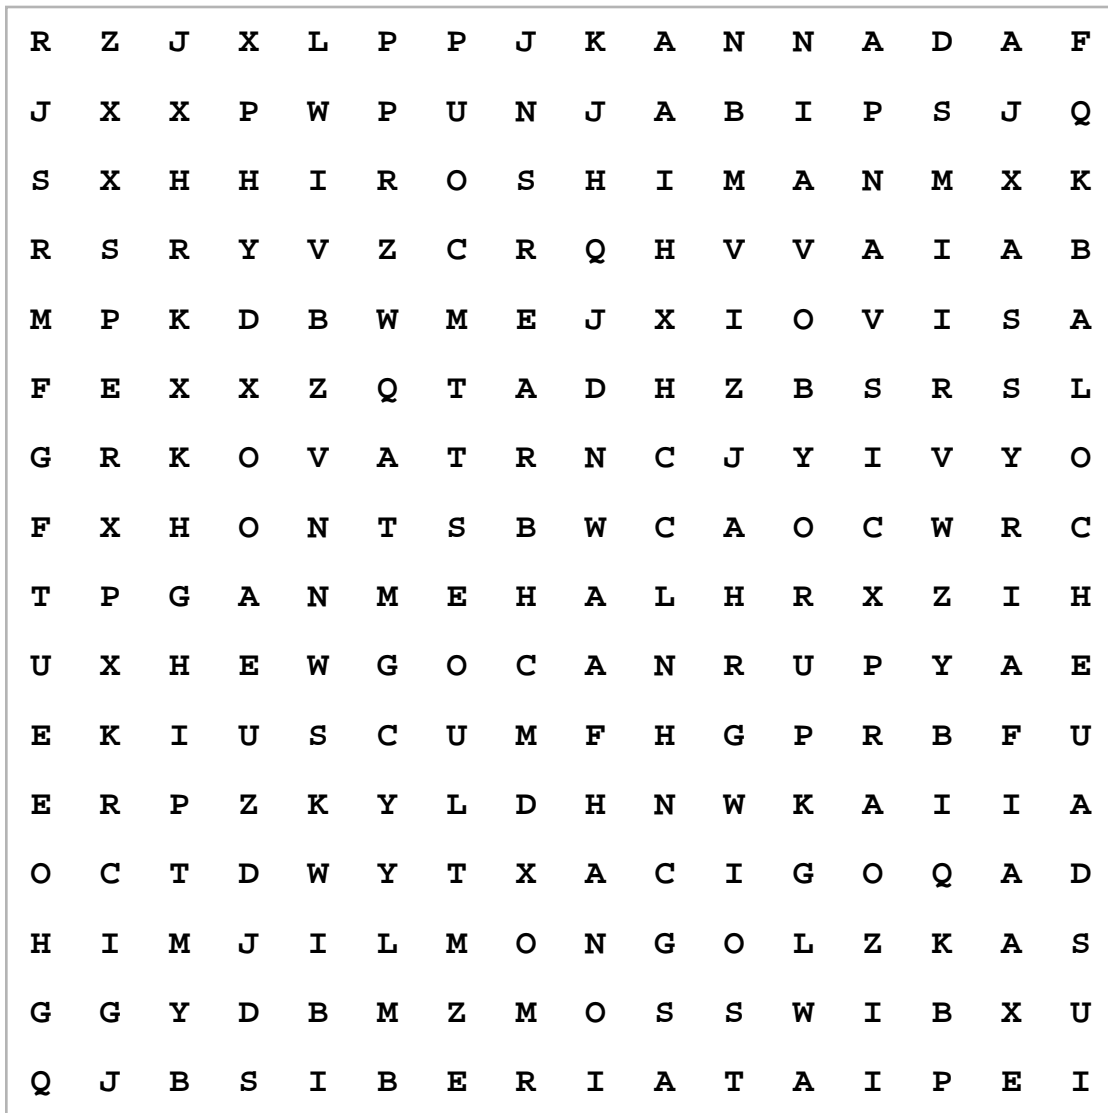 R Z J X L P P J K A N N A D A F
J X X P W P U N J A B I P S J Q
S X H H I R O S H I M A N M X K
R S R Y V Z C R Q H V V A I A B
M P K D B W M E J X I O V I S A
F E X X Z Q T A D H Z B S R S L
G R K O V A T R N C J Y I V Y O
F X H O N T S B W C A O C W R C
T P G A N M E H A L H R X Z I H
U X H E W G O C A N R U P Y A E
E K I U S C U M F H G P R B F U
E R P Z K Y L D H N W K A I I A
O C T D W Y T X A C I G O Q A D
H I M J I L M O N G O L Z K A S
G G Y D B M Z M O S S W I B X U
Q J B S I B E R I A T A I P E I